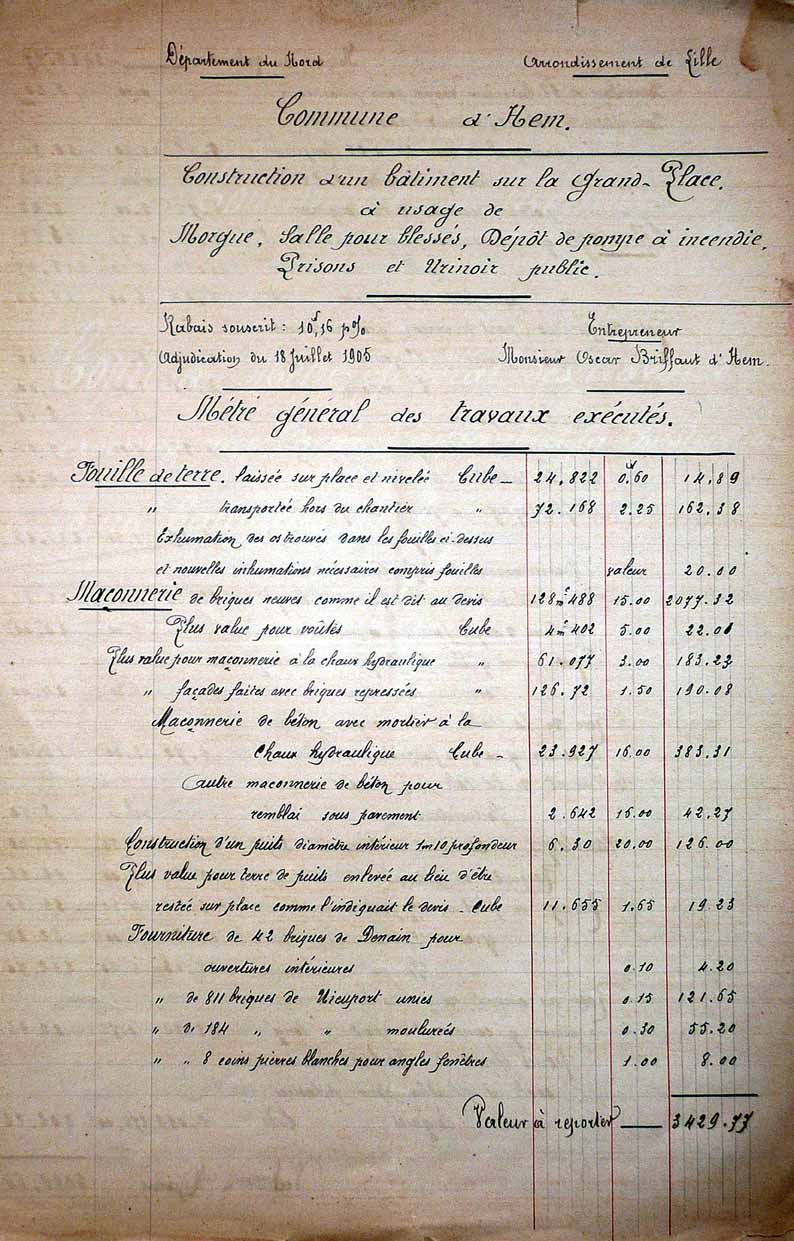 Département du Nord Arrondissement de Lille
Commune d'Hem.
Construction d'un bâtiment sur la Grand-Place,
à usage de
Morgue, Salle pour blessés, Dépôt de pompe à incendie,
Prisons et Urinoir public.
Rabais souscrit : 10f,16 p% Entrepreneur
Adjudication du 18 Juillet 1905 Monsieur Oscar Briffaut d'Hem.
Métré général des travaux exécutés.
Fouille de terre. laissée sur place et nivelée Cube — 24.822 0f.60 14.89
" transportée hors du chantier " 72.168 2.25 162.38
Exhumation des os trouvés dans les fouilles ci-dessus
et nouvelles inhumations nécessaires compris fouilles valeur 20.00
Maçonnerie de briques neuves comme il est dit au devis 128 488 15.00 2077.32
Plus value pour voûtes Cube 4 402 5.00 22.01
Plus value pour maçonnerie à la chaux hydraulique " 61.077 3.00 183.23
" façades faites avec briques repressées " 126.72 1.50 190.08
Maçonnerie de béton avec mortier à la
Chaux hydraulique Cube - 23.927 16.00 383.31
Autre maçonnerie de béton pour
remblai sous pavement 2.642 16.00 42.27
Construction d'un puits diamètre intérieur 1m10 profondeur 6.30 20.00 126.00
Plus value pour terre de puits enlevée au lieu d'être
restée sur place comme l'indiquait le devis - Cube 11.655 1.65 19.23
Fourniture de 42 briques de Denain pour
ouvertures intérieures 0.10 4.20
" de 811 briques de Nieuport unies 0.15 121.65
" de 184 " " moulurées 0.30 55.20
" " 8 coins pierres blanches pour angles fenêtres 1.00 8.00
Valeur à reporter — 3429.77